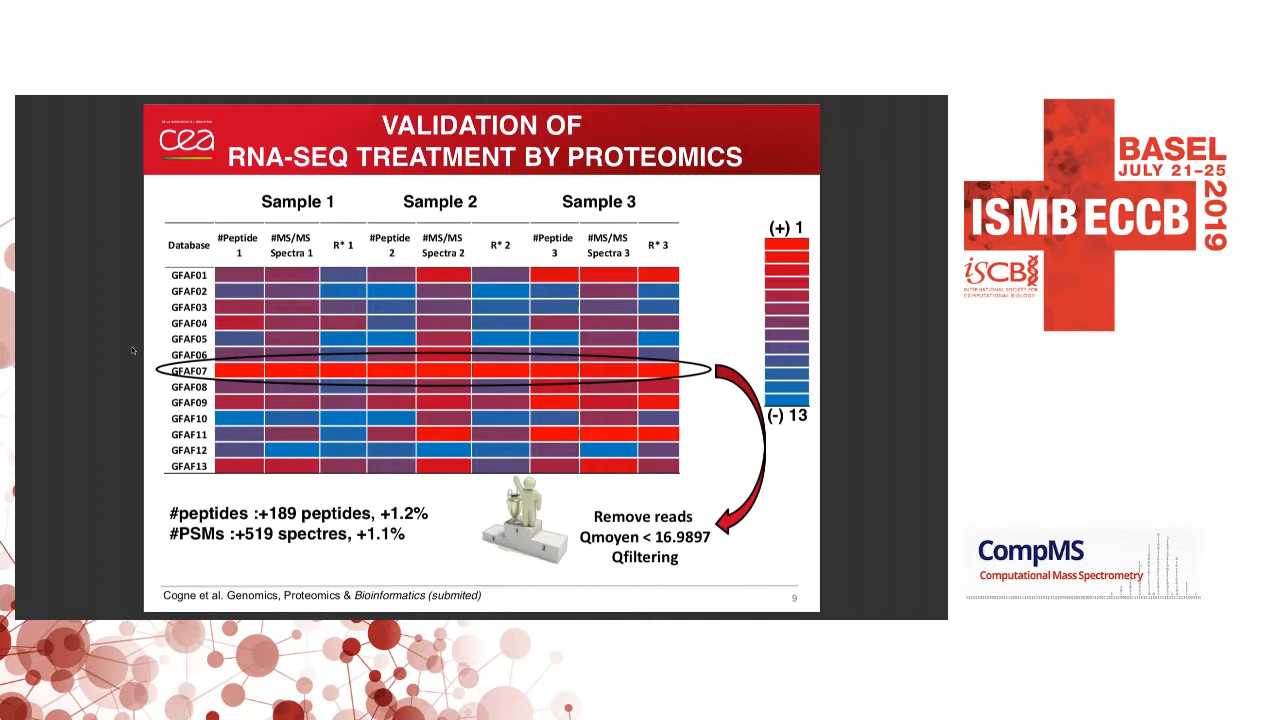 cea
VALIDATION OF
RNA-SEQ TREATMENT BY PROTEOMICS
Sample 1 Sample 2 Sample 3
Database #Peptide 1 #MS/MS Spectra 1 R* 1 #Peptide 2 #MS/MS Spectra 2 R* 2 #Peptide 3 #MS/MS Spectra 3 R* 3
GFAF01
GFAF02
GFAF03
GFAF04
GFAF05
GFAF06
GFAF07
GFAF08
GFAF09
GFAF10
GFAF11
GFAF12
GFAF13
(+) 1
(-) 13
#peptides :+189 peptides, +1.2%
#PSMs :+519 spectres, +1.1%
1
2
3
Remove reads
Qmoyen < 16.9897
Qfiltering
Cogne et al. Genomics, Proteomics & Bioinformatics (submited)
9
BASEL
JULY 21–25
2019
ISMB ECCB
iSCB
INTERNATIONAL SOCIETY FOR
COMPUTATIONAL BIOLOGY
CompMS
Computational Mass Spectrometry